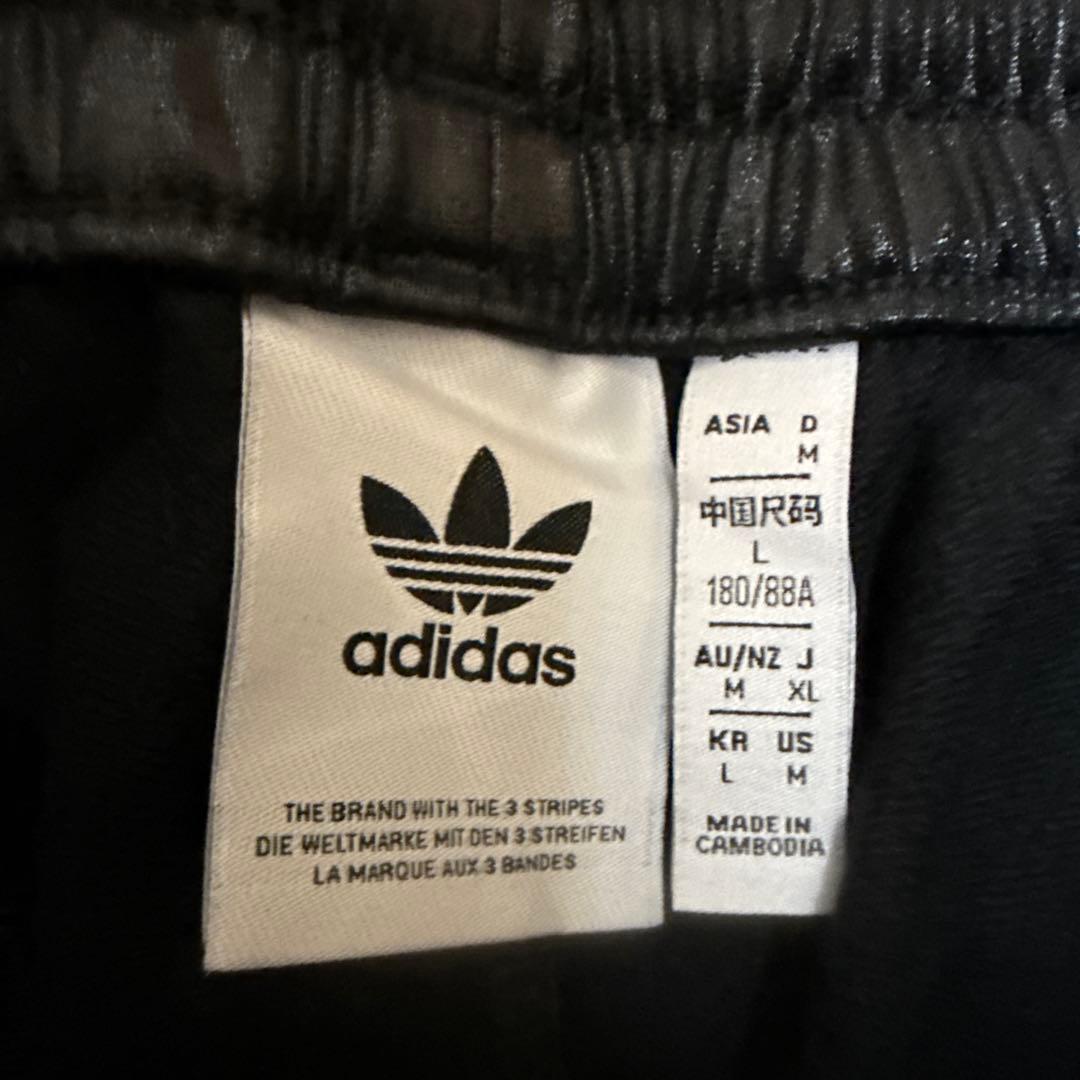 adidas
THE BRAND WITH THE 3 STRIPES
DIE WELTMARKE MIT DEN 3 STREIFEN
LA MARQUE AUX 3 BANDES
ASIA D
M
中国尺码
L
180/88A
AU/NZ J
M XL
KR US
L M
MADE IN
CAMBODIA